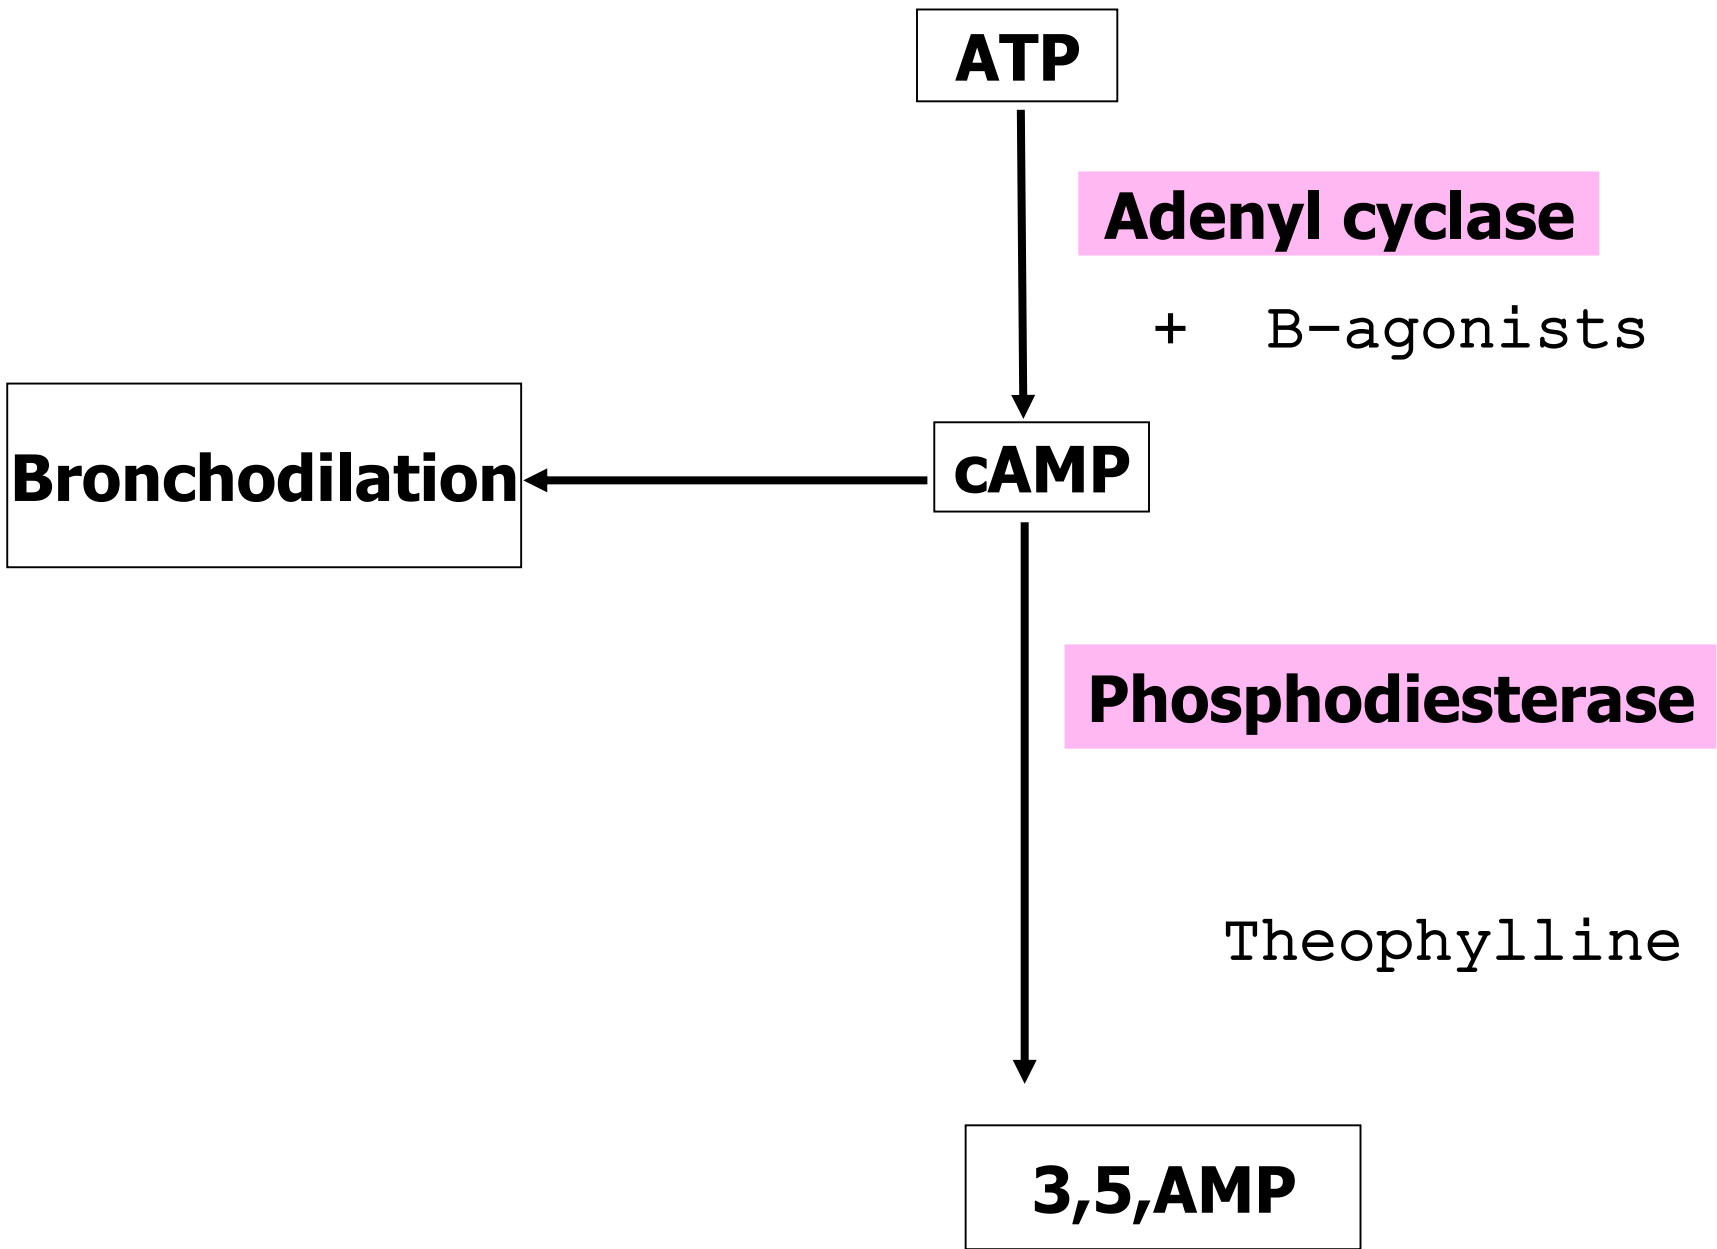 ATP
Adenyl cyclase
+ B-agonists
Bronchodilation
cAMP
Phosphodiesterase
Theophylline
3,5,AMP